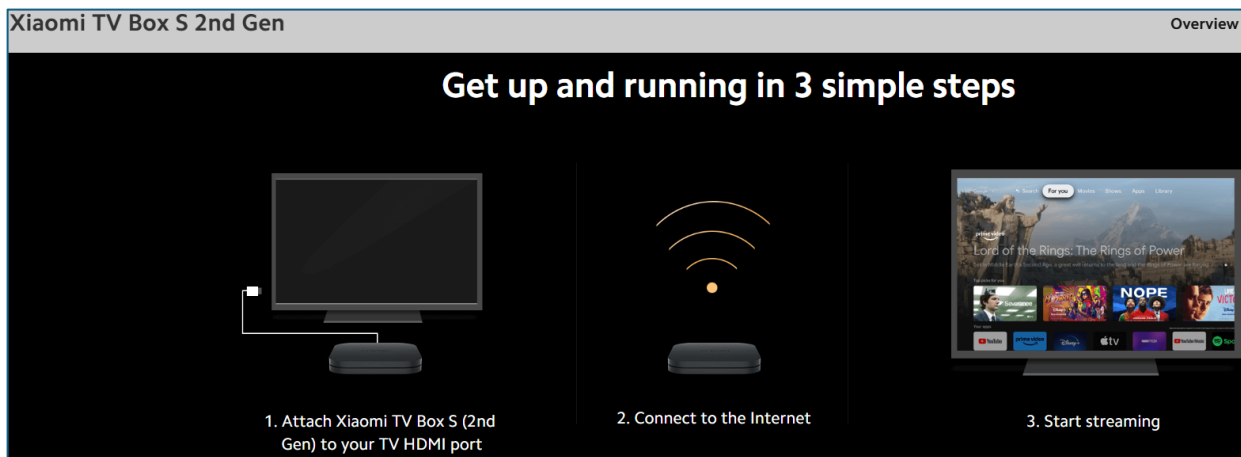 Xiaomi TV Box S 2nd Gen
Overview
Get up and running in 3 simple steps
Search For you Movies Shows Apps Library
prime video
Lord of the Rings: The Rings of Power
Severance
NOPE
Your apps
YouTube prime video Disney+ tv YouTube Music
1. Attach Xiaomi TV Box S (2nd
Gen) to your TV HDMI port
2. Connect to the Internet
3. Start streaming